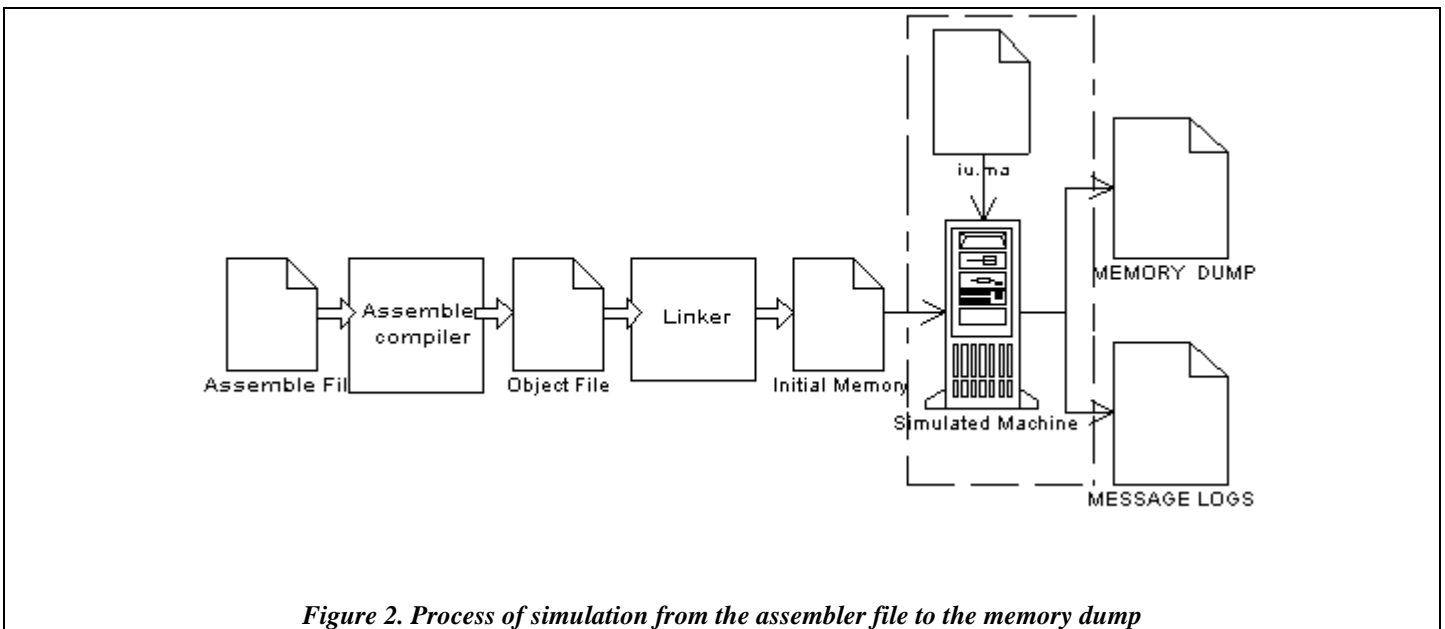 iu.ma
MEMORY DUMP
Assemble
compiler
Linker
Assemble Fil
Object File
Initial Memory
Simulated Machine
MESSAGE LOGS
Figure 2. Process of simulation from the assembler file to the memory dump